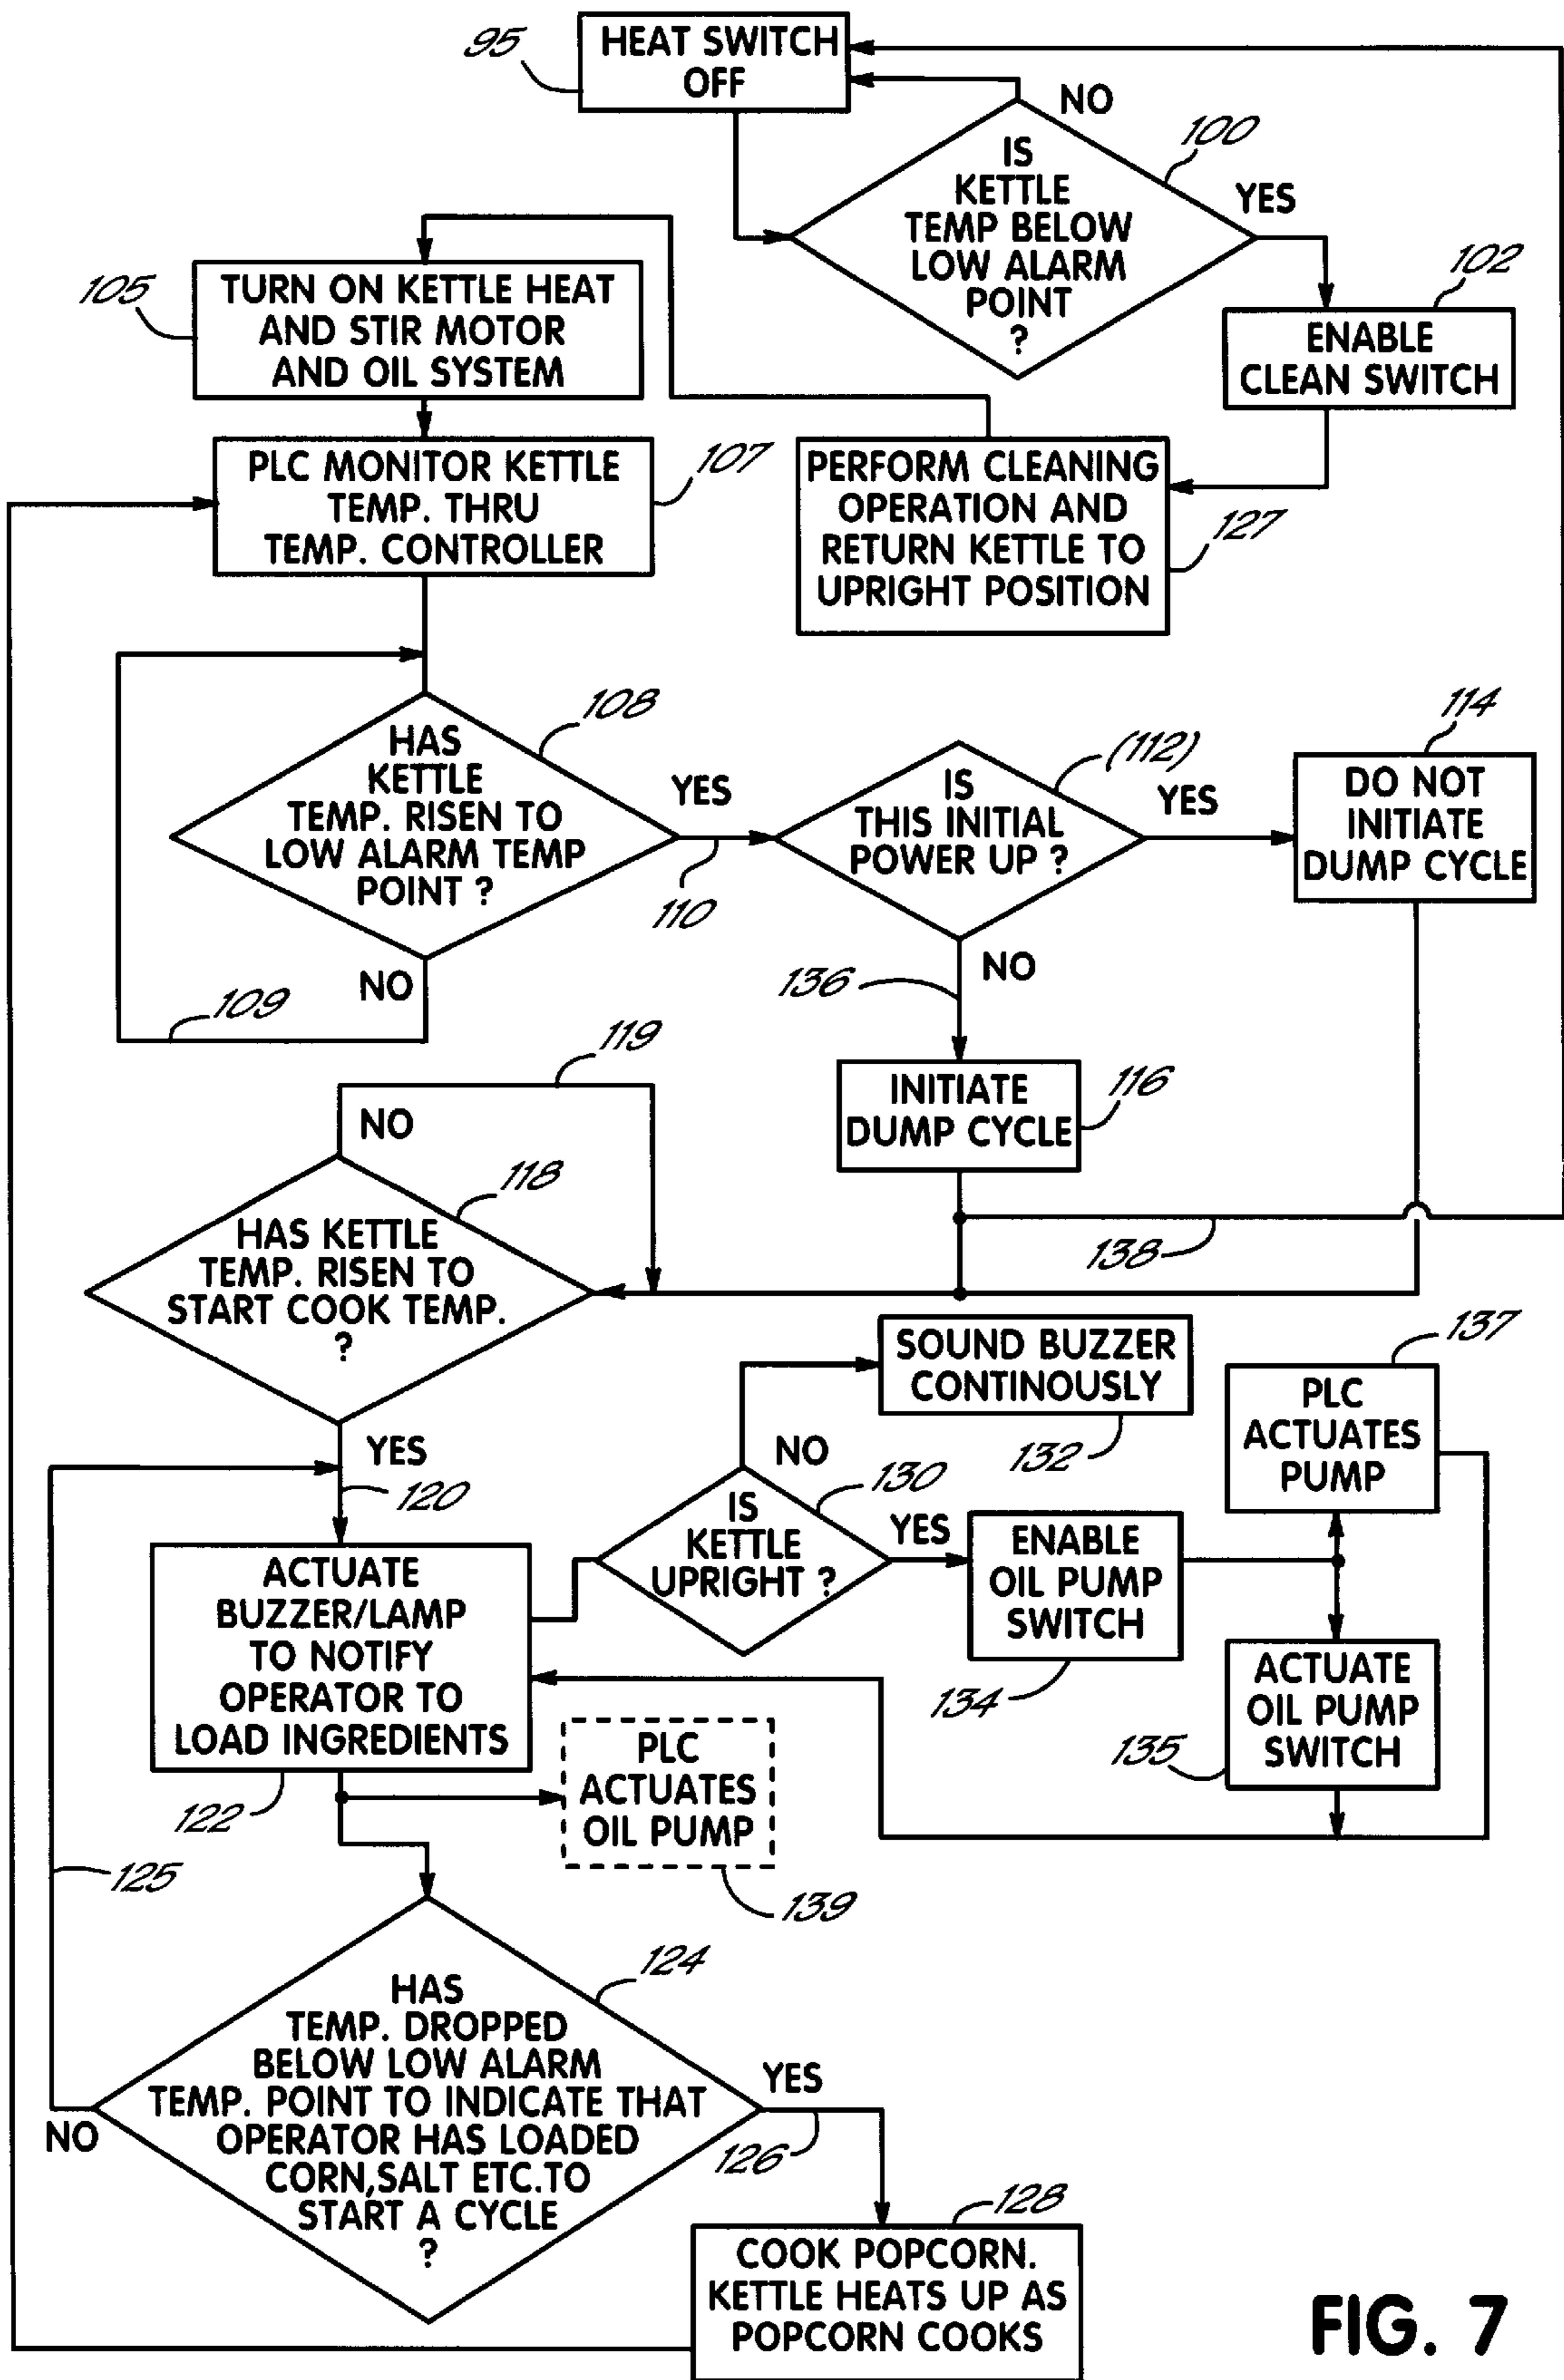 95
HEAT SWITCH
OFF
NO
100
IS
KETTLE
TEMP BELOW
LOW ALARM
POINT
?
YES
102
ENABLE
CLEAN SWITCH
105
TURN ON KETTLE HEAT
AND STIR MOTOR
AND OIL SYSTEM
PLC MONITOR KETTLE
TEMP. THRU
TEMP. CONTROLLER
107
PERFORM CLEANING
OPERATION AND
RETURN KETTLE TO
UPRIGHT POSITION
127
108
HAS
KETTLE
TEMP. RISEN TO
LOW ALARM TEMP
POINT ?
YES
110
NO
109
(112)
IS
THIS INITIAL
POWER UP ?
YES
114
DO NOT
INITIATE
DUMP CYCLE
136
NO
INITIATE
DUMP CYCLE
116
138
119
NO
118
HAS KETTLE
TEMP. RISEN TO
START COOK TEMP.
?
YES
120
SOUND BUZZER
CONTINOUSLY
132
NO
130
IS
KETTLE
UPRIGHT ?
YES
ENABLE
OIL PUMP
SWITCH
134
137
PLC
ACTUATES
PUMP
ACTUATE
OIL PUMP
SWITCH
135
ACTUATE
BUZZER/LAMP
TO NOTIFY
OPERATOR TO
LOAD INGREDIENTS
122
PLC
ACTUATES
OIL PUMP
139
125
124
HAS
TEMP. DROPPED
BELOW LOW ALARM
TEMP. POINT TO INDICATE THAT
OPERATOR HAS LOADED
CORN,SALT ETC.TO
START A CYCLE
?
NO
YES
126
128
COOK POPCORN.
KETTLE HEATS UP AS
POPCORN COOKS
FIG. 7